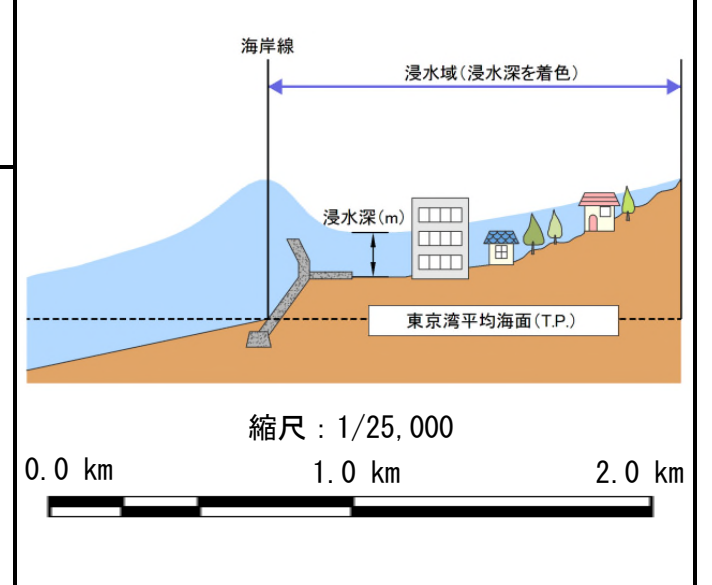 海岸線
浸水域(浸水深を着色)
浸水深(m)
東京湾平均海面(T.P.)
縮尺：1/25,000
0.0 km 1.0 km 2.0 km